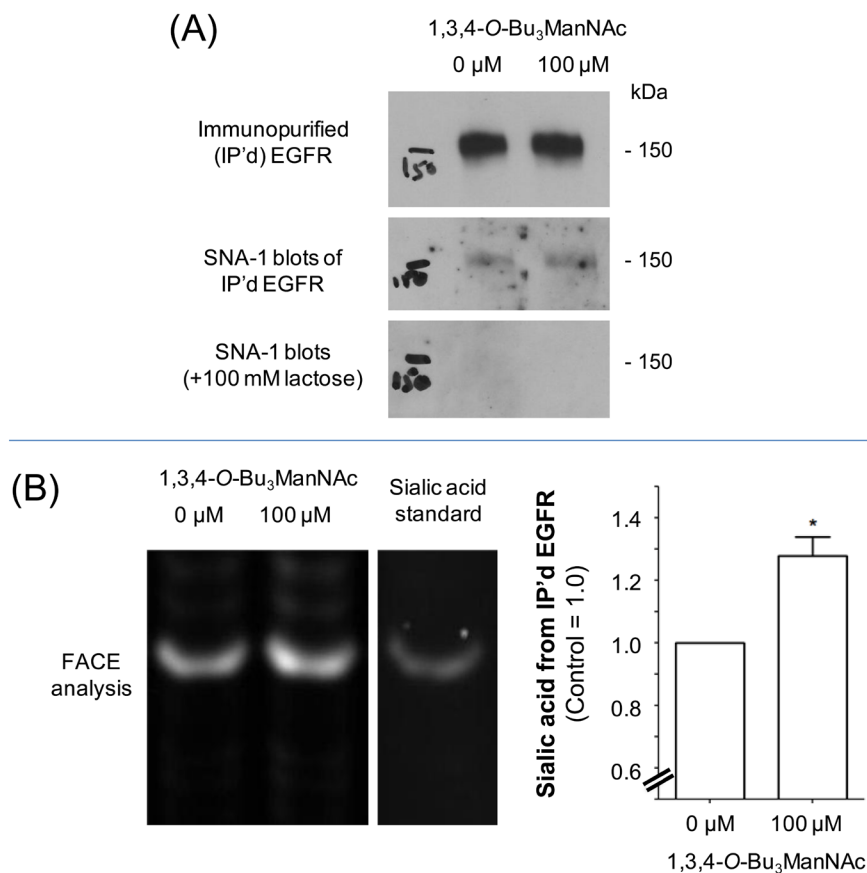 (A)
1,3,4-O-Bu₃ManNAc
0 µM 100 µM
kDa
Immunopurified
(IP'd) EGFR
150
- 150
SNA-1 blots of
IP'd EGFR
- 150
SNA-1 blots
(+100 mM lactose)
150
- 150
(B)
1,3,4-O-Bu₃ManNAc
0 µM 100 µM
Sialic acid
standard
FACE
analysis
Sialic acid from IP'd EGFR
(Control = 1.0)
1.4
1.2
1.0
0.8
0.6
*
0 µM 100 µM
1,3,4-O-Bu₃ManNAc